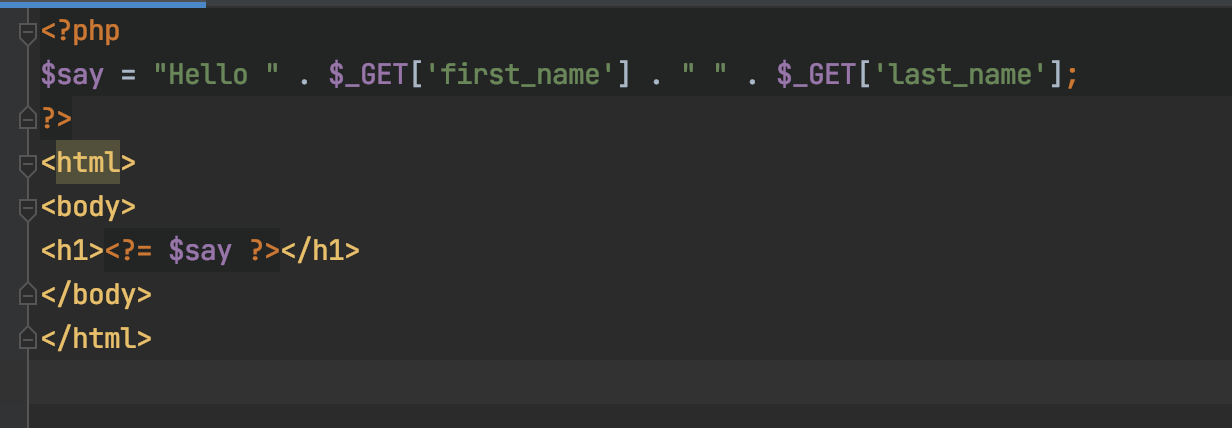 <?php
$say = "Hello " . $_GET['first_name'] . " " . $_GET['last_name'];
?>
<html>
<body>
<h1><?= $say ?></h1>
</body>
</html>